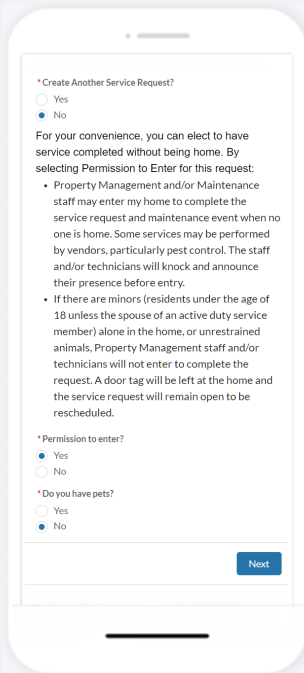 *Create Another Service Request?
Yes
No
For your convenience, you can elect to have
service completed without being home. By
selecting Permission to Enter for this request:
• Property Management and/or Maintenance
staff may enter my home to complete the
service request and maintenance event when no
one is home. Some services may be performed
by vendors, particularly pest control. The staff
and/or technicians will knock and announce
their presence before entry.
• If there are minors (residents under the age of
18 unless the spouse of an active duty service
member) alone in the home, or unrestrained
animals, Property Management staff and/or
technicians will not enter to complete the
request. A door tag will be left at the home and
the service request will remain open to be
rescheduled.
*Permission to enter?
Yes
No
*Do you have pets?
Yes
No
Next